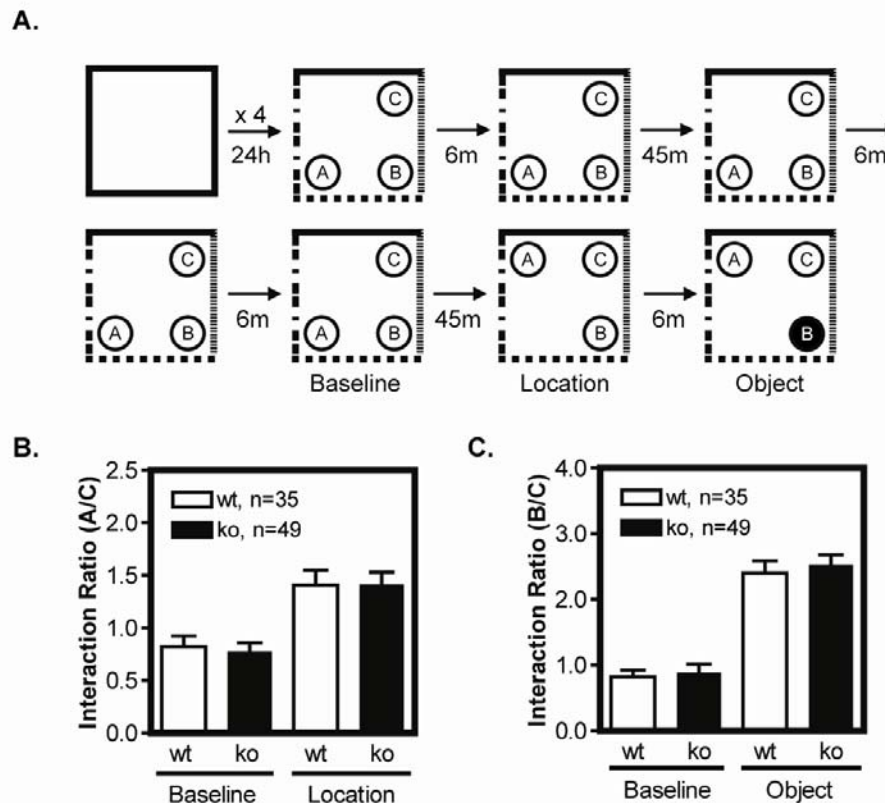 A.
x 4
24h
6m
45m
6m
C
A B
C
A B
C
A B
6m
45m
6m
C
A B
C
A B
A C
B
A C
B
Baseline Location Object
B.
Interaction Ratio (A/C)
2.5
2.0
1.5
1.0
0.5
0.0
wt, n=35
ko, n=49
wt ko wt ko
Baseline Location
C.
Interaction Ratio (B/C)
4.0
3.0
2.0
1.0
0.0
wt, n=35
ko, n=49
wt ko wt ko
Baseline Object